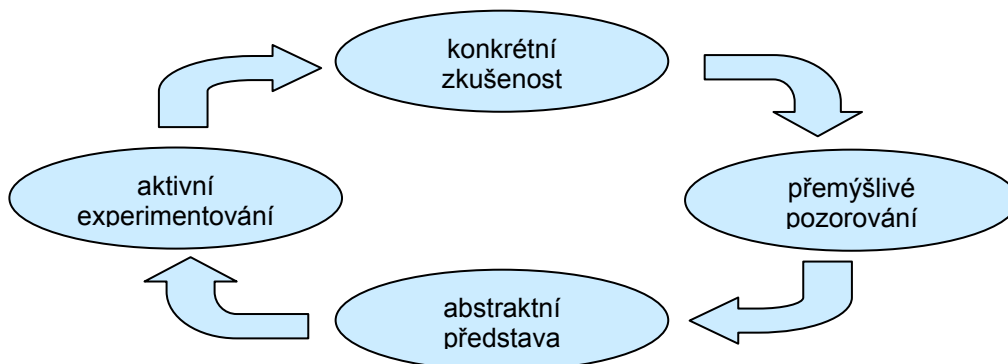 konkrétní
zkušenost
aktivní
experimentování
přemýšlivé
pozorování
abstraktní
představa